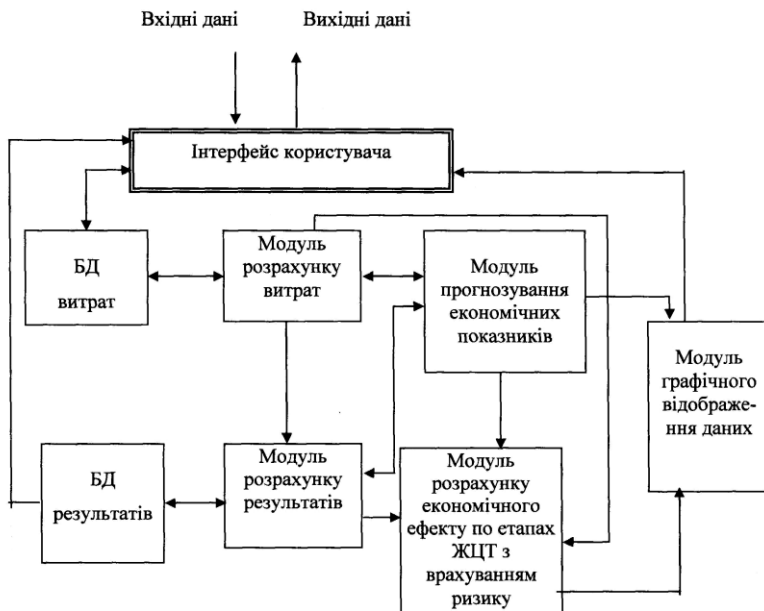 Вхідні дані
Вихідні дані
Інтерфейс користувача
БД
витрат
Модуль
розрахунку
витрат
Модуль
прогнозування
економічних
показників
Модуль
графічного
відображе-
ння даних
БД
результатів
Модуль
розрахунку
результатів
Модуль
розрахунку
економічного
ефекту по етапах
ЖЦТ з
врахуванням
ризику